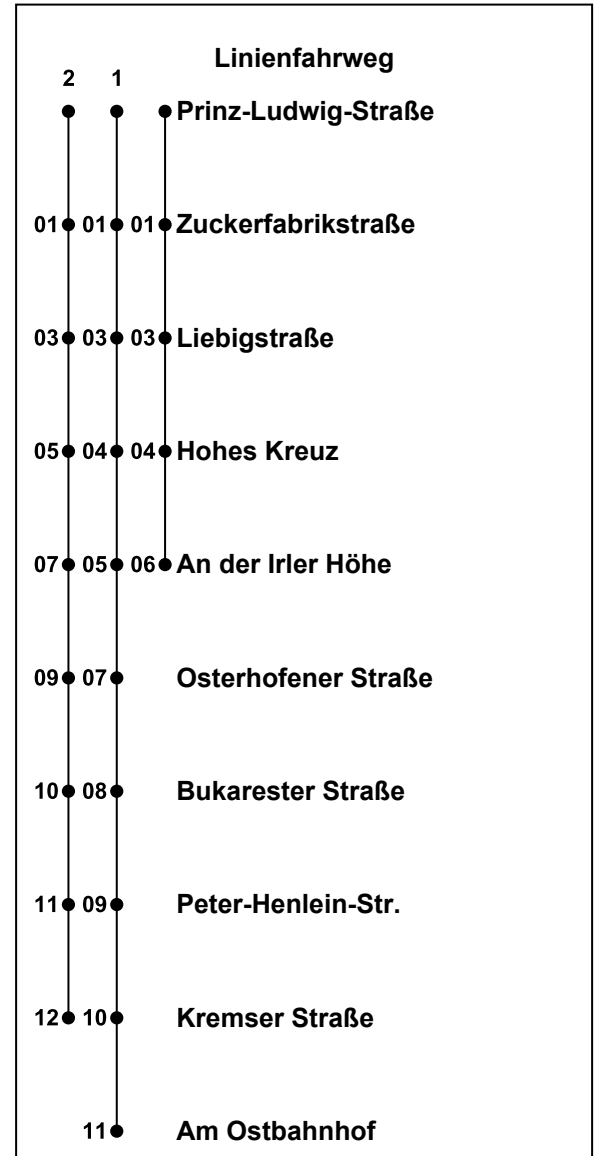 Linienfahrweg
2 1
Prinz-Ludwig-Straße
01 01 01 Zuckerfabrikstraße
03 03 03 Liebigstraße
05 04 04 Hohes Kreuz
07 05 06 An der Irler Höhe
09 07 Osterhofener Straße
10 08 Bukarester Straße
11 09 Peter-Henlein-Str.
12 10 Kremser Straße
11 Am Ostbahnhof